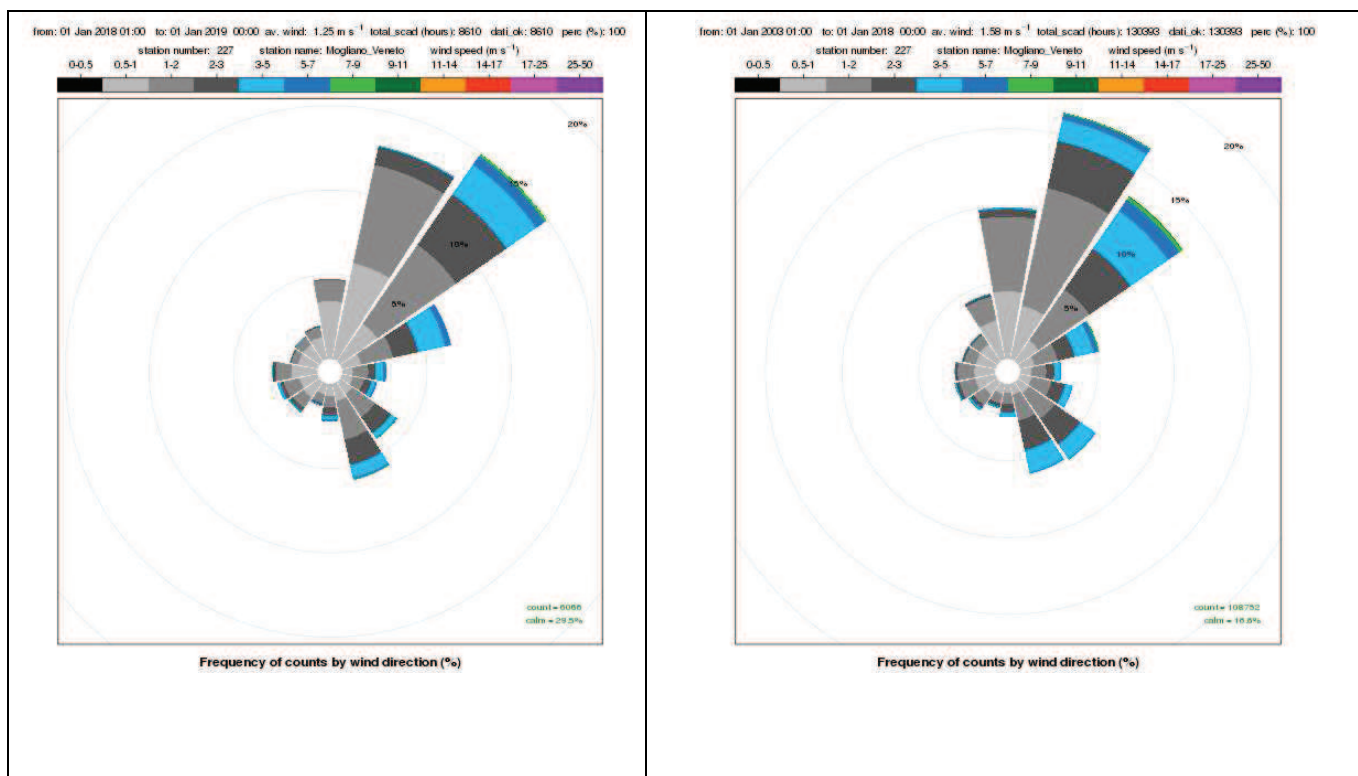 from: 01 Jan 2018 01:00 to: 01 Jan 2019 00:00 av. wind: 1.25 m s⁻¹ total_scad (hours): 8610 dati_ok: 8610 perc (%): 100
station number: 227 station name: Mogliano_Veneto wind speed (m s⁻¹)
0-0.5 0.5-1 1-2 2-3 3-5 5-7 7-9 9-11 11-14 14-17 17-25 25-50
20%
15%
10%
5%
count = 6066
calm = 29.5%
Frequency of counts by wind direction (%)
from: 01 Jan 2003 01:00 to: 01 Jan 2018 00:00 av. wind: 1.58 m s⁻¹ total_scad (hours): 130393 dati_ok: 130393 perc (%): 100
station number: 227 station name: Mogliano_Veneto wind speed (m s⁻¹)
0-0.5 0.5-1 1-2 2-3 3-5 5-7 7-9 9-11 11-14 14-17 17-25 25-50
20%
15%
10%
5%
count = 108752
calm = 16.6%
Frequency of counts by wind direction (%)